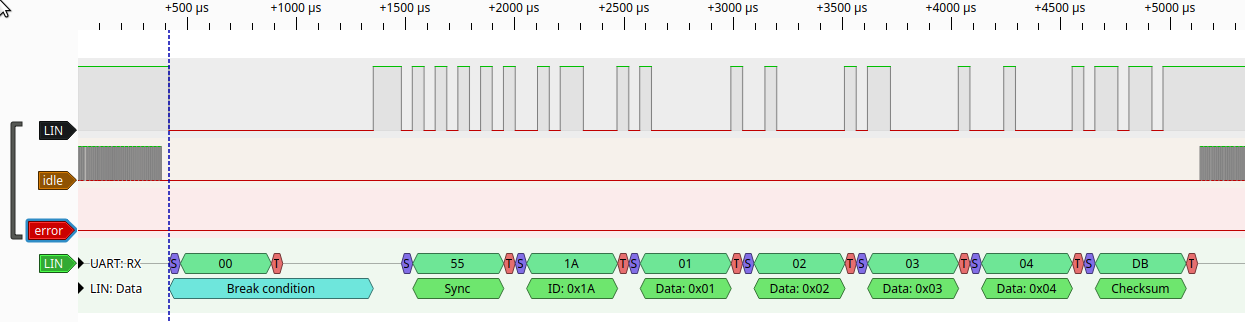 +500 µs +1000 µs +1500 µs +2000 µs +2500 µs +3000 µs +3500 µs +4000 µs +4500 µs +5000 µs
LIN
idle
error
LIN UART: RX S 00 T S 55 T S 1A T S 01 T S 02 T S 03 T S 04 T S DB T
LIN: Data Break condition Sync ID: 0x1A Data: 0x01 Data: 0x02 Data: 0x03 Data: 0x04 Checksum